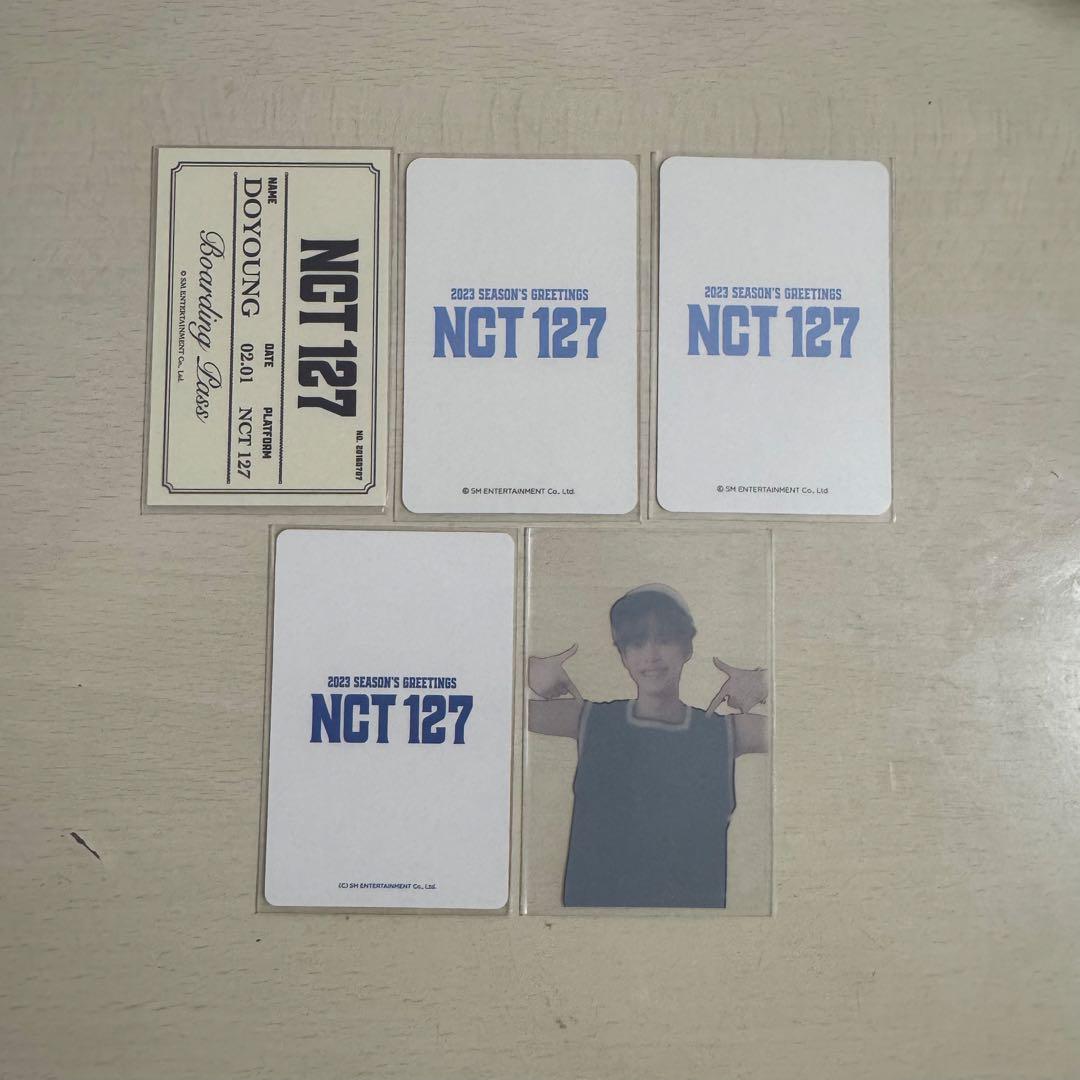 NCT 127
NO. 20160707
NAME
DOYOUNG
DATE
02.01
PLATFORM
NCT 127
Boarding Pass
© SM ENTERTAINMENT Co., Ltd.
2023 SEASON'S GREETINGS
NCT 127
© SM ENTERTAINMENT Co., Ltd.
2023 SEASON'S GREETINGS
NCT 127
© SM ENTERTAINMENT Co., Ltd.
2023 SEASON'S GREETINGS
NCT 127
(C) SM ENTERTAINMENT Co., Ltd.